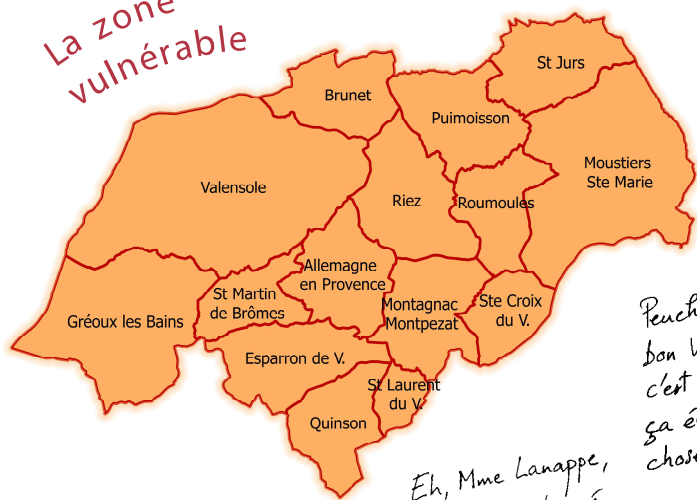 La zone
vulnérable
St Jurs
Brunet
Puimoisson
Moustiers
Ste Marie
Valensole
Riez
Roumoules
Allemagne
en Provence
St Martin
de Brômes
Montagnac
Montpezat
Ste Croix
du V.
Gréoux les Bains
Esparron de V.
St Laurent
du V.
Quinson
bon
c'est
ça
Eh, Mme Lanappe,